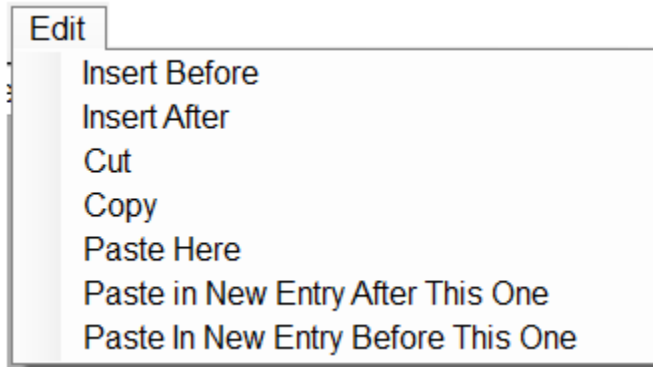 Edit
Insert Before
Insert After
Cut
Copy
Paste Here
Paste in New Entry After This One
Paste In New Entry Before This One